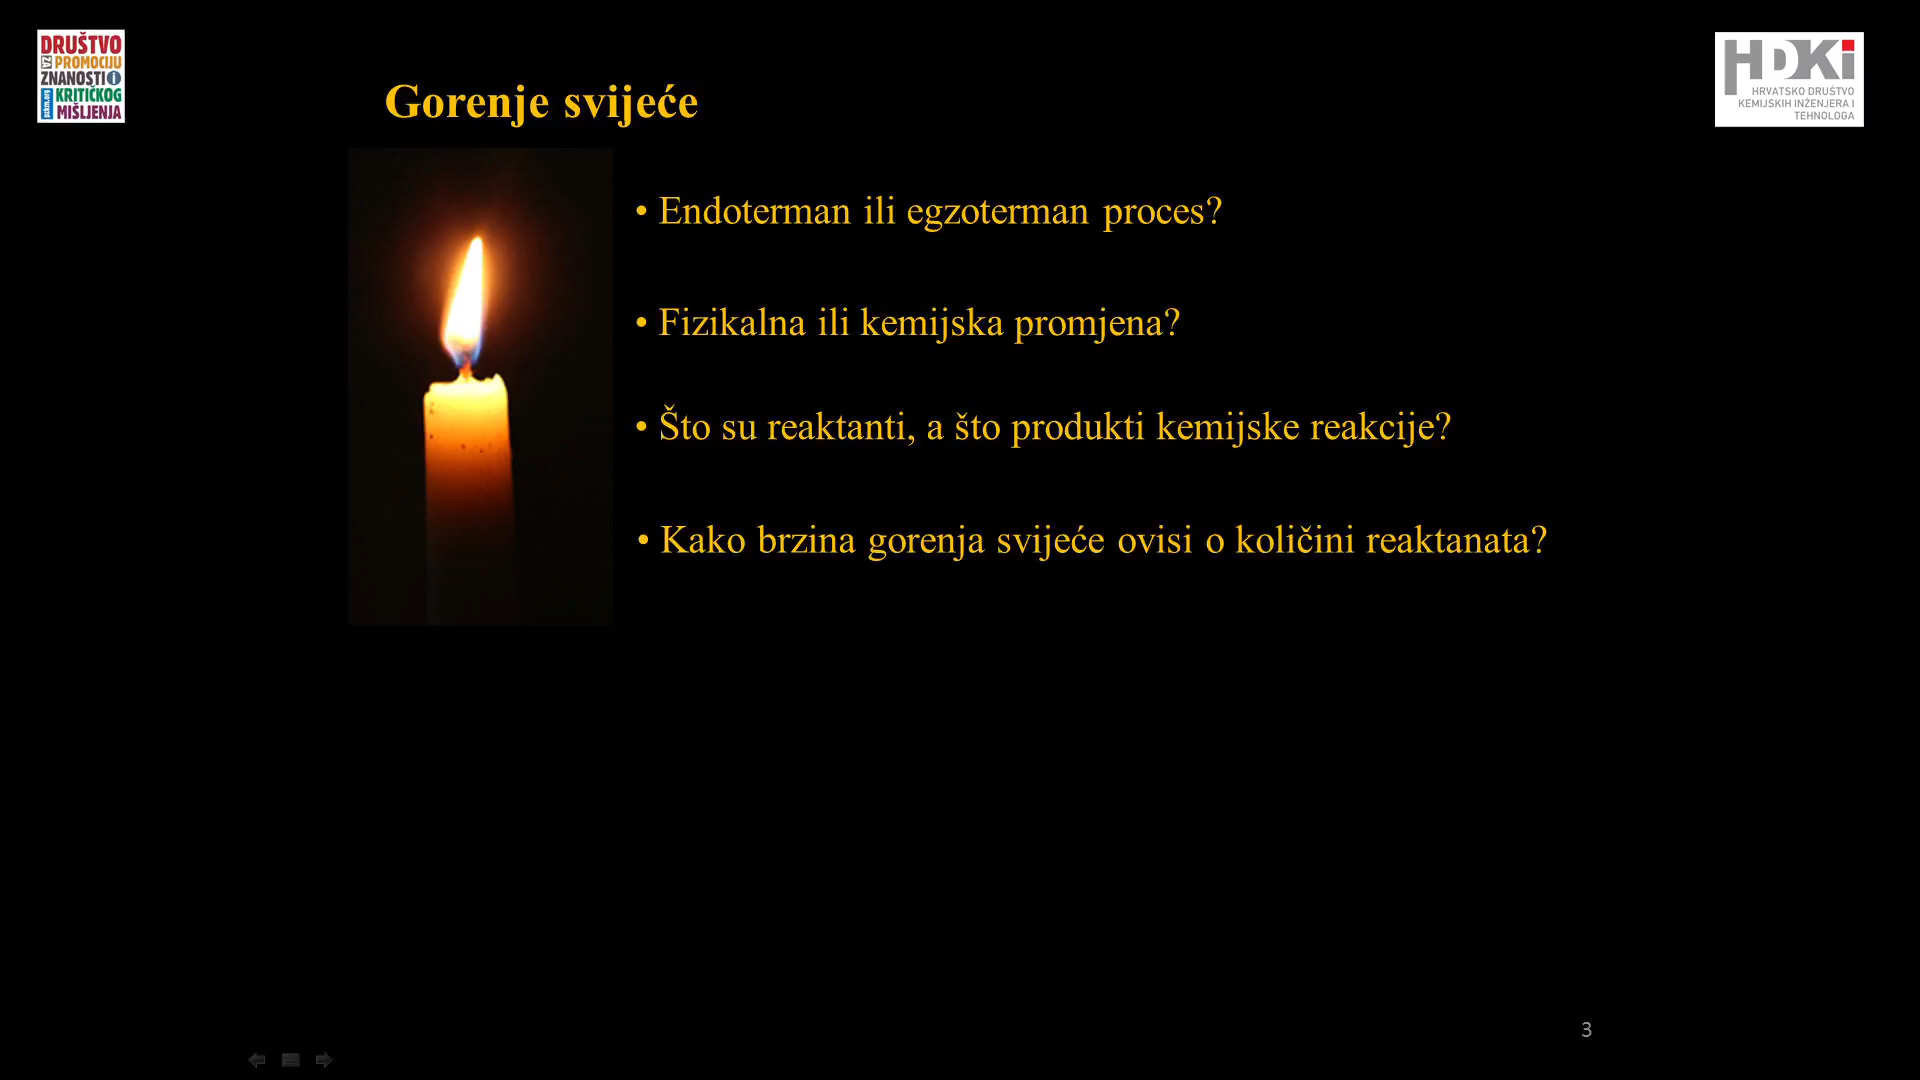 DRUŠTVO
ZA PROMOCIJU
ZNANOSTI i
KRITIČKOG
MIŠLJENJA
HDKi
HRVATSKO DRUŠTVO
KEMIJSKIH INŽENJERA I
TEHNOLOGA
Gorenje svijeće
• Endoterman ili egzoterman proces?
• Fizikalna ili kemijska promjena?
• Što su reaktanti, a što produkti kemijske reakcije?
• Kako brzina gorenja svijeće ovisi o količini reaktanata?
3